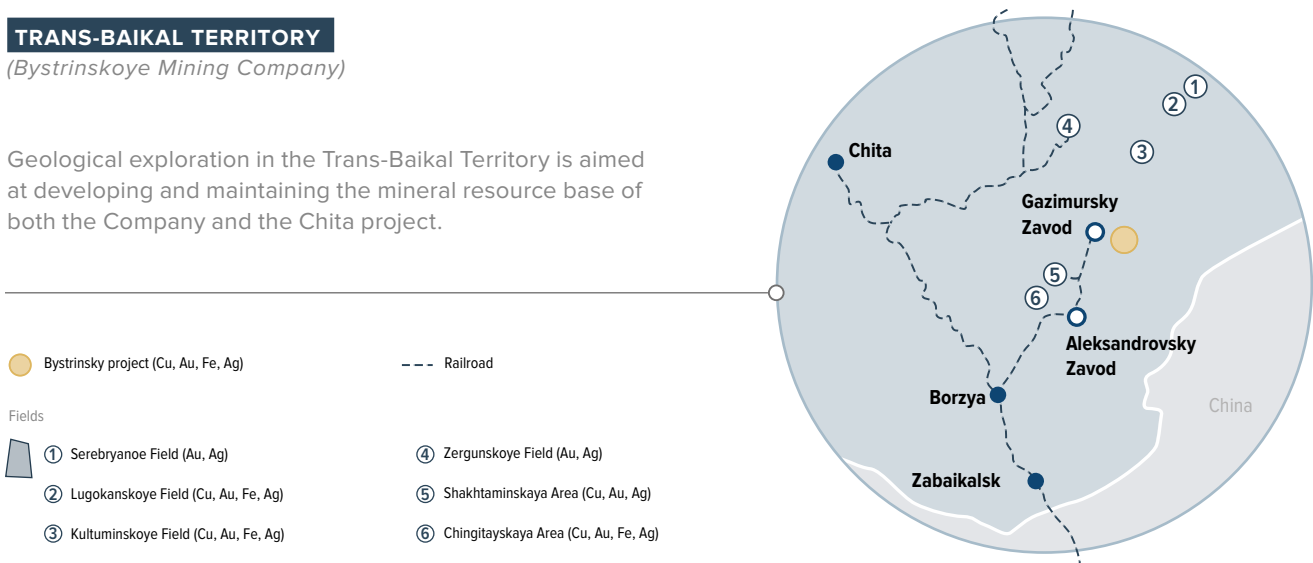 TRANS-BAIKAL TERRITORY
(Bystrinskoye Mining Company)
Geological exploration in the Trans-Baikal Territory is aimed
at developing and maintaining the mineral resource base of
both the Company and the Chita project.
Bystrinsky project (Cu, Au, Fe, Ag)
Railroad
Fields
1 Serebryanoe Field (Au, Ag)
2 Lugokanskoye Field (Cu, Au, Fe, Ag)
3 Kultuminskoye Field (Cu, Au, Fe, Ag)
4 Zergunskoye Field (Au, Ag)
5 Shakhtaminskaya Area (Cu, Au, Ag)
6 Chingitayskaya Area (Cu, Au, Fe, Ag)
1
2
4
3
Chita
Gazimursky
Zavod
5
6
Aleksandrovsky
Zavod
Borzya
China
Zabaikalsk